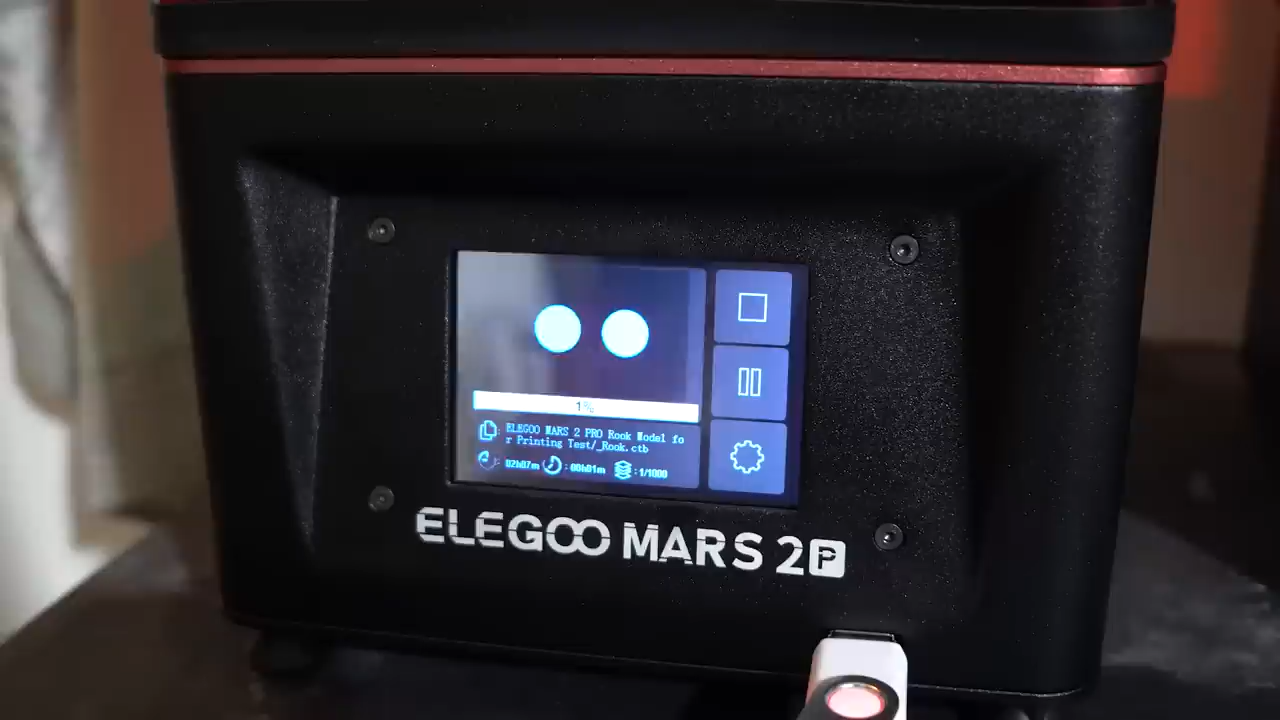 1%
ELEGOO MARS 2 PRO Rook Model fo
r Printing Test/_Rook.ctb
: 02h07m : 00h01m : 1/1000
ELEGOO MARS 2P